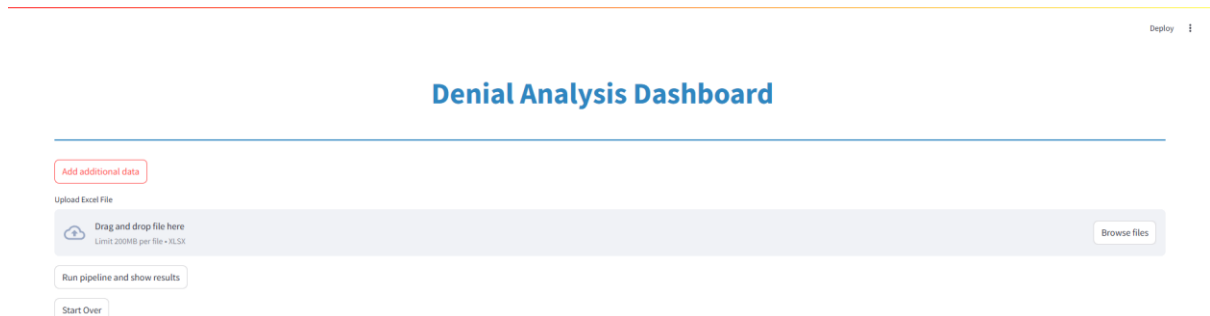 Deploy
Denial Analysis Dashboard
Add additional data
Upload Excel File
Drag and drop file here
Limit 200MB per file • XLSX
Browse files
Run pipeline and show results
Start Over